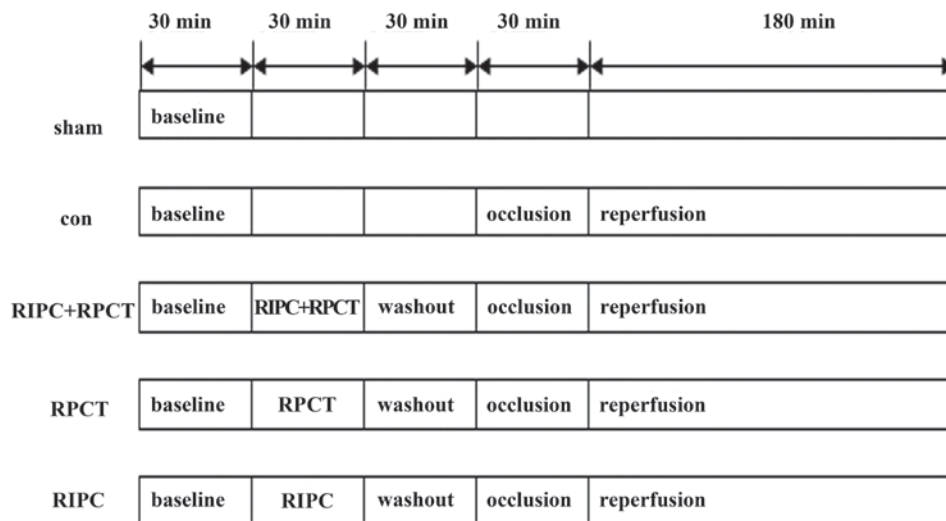 30 min 30 min 30 min 30 min 180 min
sham baseline
con baseline occlusion reperfusion
RIPC+RPCT baseline RIPC+RPCT washout occlusion reperfusion
RPCT baseline RPCT washout occlusion reperfusion
RIPC baseline RIPC washout occlusion reperfusion